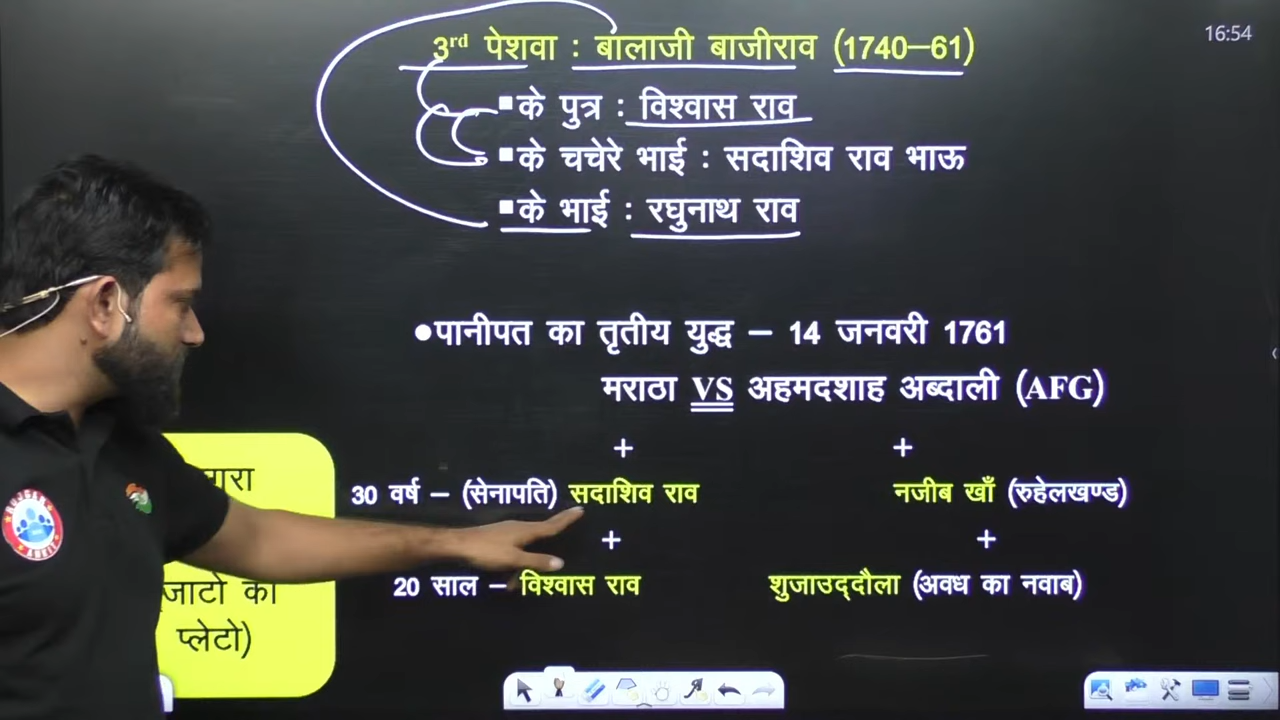 16:54
3rd पेशवा : बालाजी बाजीराव (1740–61)
▪के पुत्र : विश्वास राव
▪के चचेरे भाई : सदाशिव राव भाऊ
▪के भाई : रघुनाथ राव
●पानीपत का तृतीय युद्ध – 14 जनवरी 1761
मराठा VS अहमदशाह अब्दाली (AFG)
+ +
30 वर्ष – (सेनापति) सदाशिव राव नजीब खाँ (रुहेलखण्ड)
+ +
20 साल – विश्वास राव शुजाउद्दौला (अवध का नवाब)
जाटो का
प्लेटो)
ANKIT